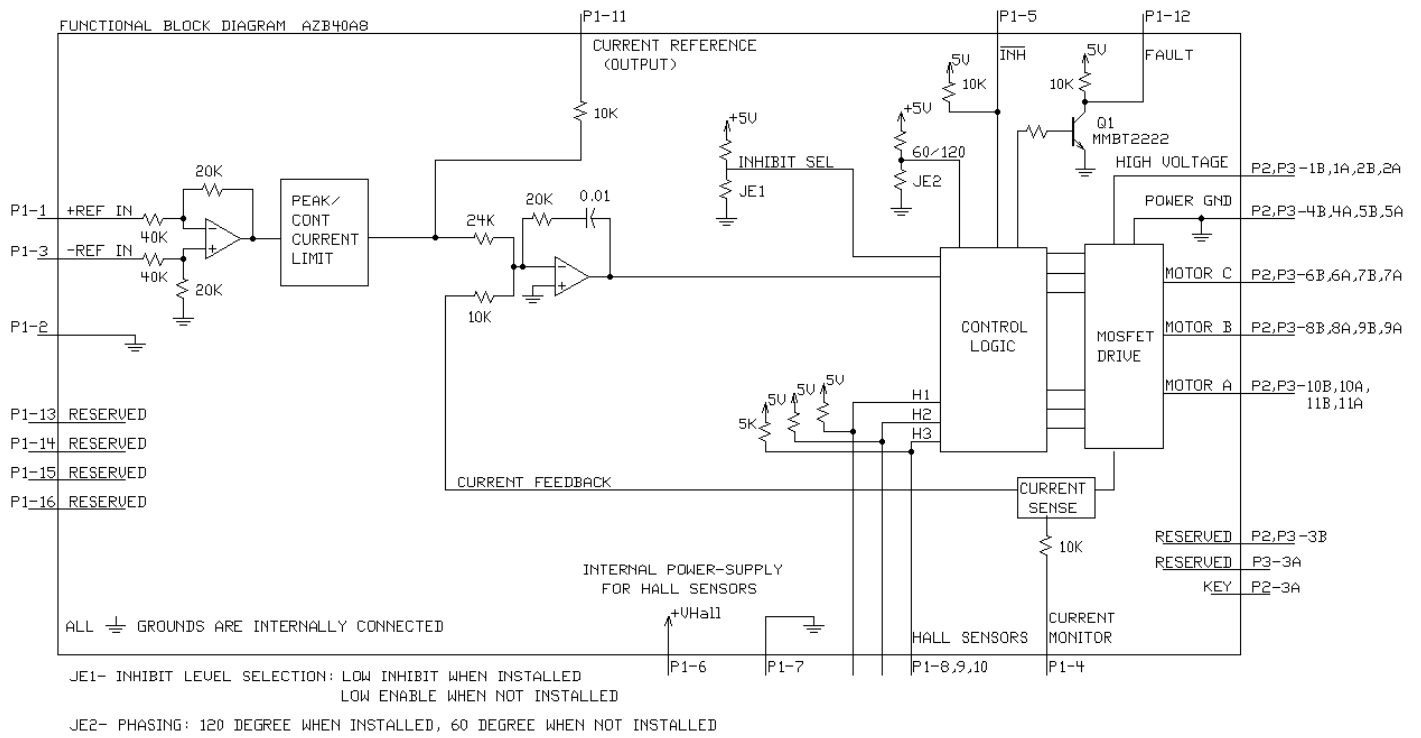 FUNCTIONAL BLOCK DIAGRAM AZB40A8
P1-11
P1-5
P1-12
CURRENT REFERENCE
(OUTPUT)
10K
INH
FAULT
5V
10K
5V
10K
Q1
MMBT2222
+5V
INHIBIT SEL
JE1
+5V
60/120
JE2
HIGH VOLTAGE
P2,P3-1B,1A,2B,2A
POWER GND
P2,P3-4B,4A,5B,5A
MOTOR C
P2,P3-6B,6A,7B,7A
MOTOR B
P2,P3-8B,8A,9B,9A
MOTOR A
P2,P3-10B,10A,
11B,11A
P1-1
+REF IN
40K
20K
P1-3
-REF IN
40K
20K
PEAK/
CONT
CURRENT
LIMIT
24K
20K
0.01
10K
CONTROL
LOGIC
MOSFET
DRIVE
P1-2
P1-13 RESERVED
P1-14 RESERVED
P1-15 RESERVED
P1-16 RESERVED
5K
5V
5V
5V
H1
H2
H3
CURRENT FEEDBACK
CURRENT
SENSE
10K
RESERVED P2,P3-3B
RESERVED P3-3A
KEY P2-3A
INTERNAL POWER-SUPPLY
FOR HALL SENSORS
+VHall
ALL GROUNDS ARE INTERNALLY CONNECTED
HALL SENSORS
CURRENT
MONITOR
P1-6
P1-7
P1-8,9,10
P1-4
JE1- INHIBIT LEVEL SELECTION: LOW INHIBIT WHEN INSTALLED
LOW ENABLE WHEN NOT INSTALLED
JE2- PHASING: 120 DEGREE WHEN INSTALLED, 60 DEGREE WHEN NOT INSTALLED